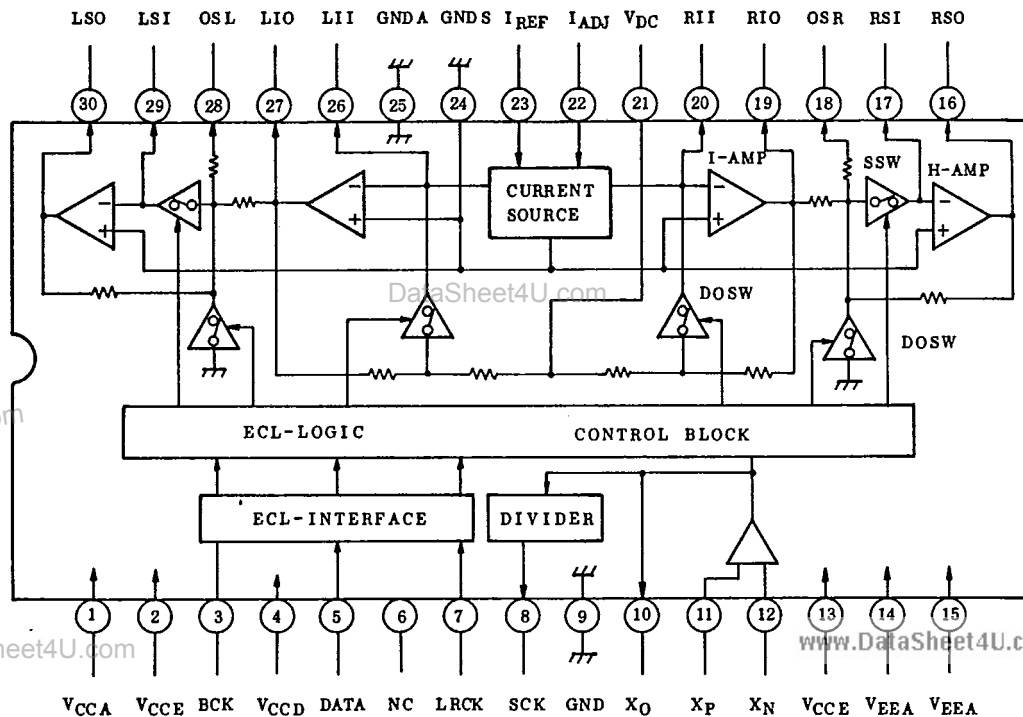 LSO LSI OSL LIO LII GNDA GNDS IREF IADJ VDC RII RIO OSR RSI RSO
30 29 28 27 26 25 24 23 22 21 20 19 18 17 16
I-AMP SSW H-AMP
− − CURRENT − −
+ + SOURCE + +
DataSheet4U.com DOSW
DOSW
om
ECL-LOGIC CONTROL BLOCK
ECL-INTERFACE DIVIDER
1 2 3 4 5 6 7 8 9 10 11 12 13 14 15
heet4U.com www.DataSheet4U.c
VCCA VCCE BCK VCCD DATA NC LRCK SCK GND XO XP XN VCCE VEEA VEEA